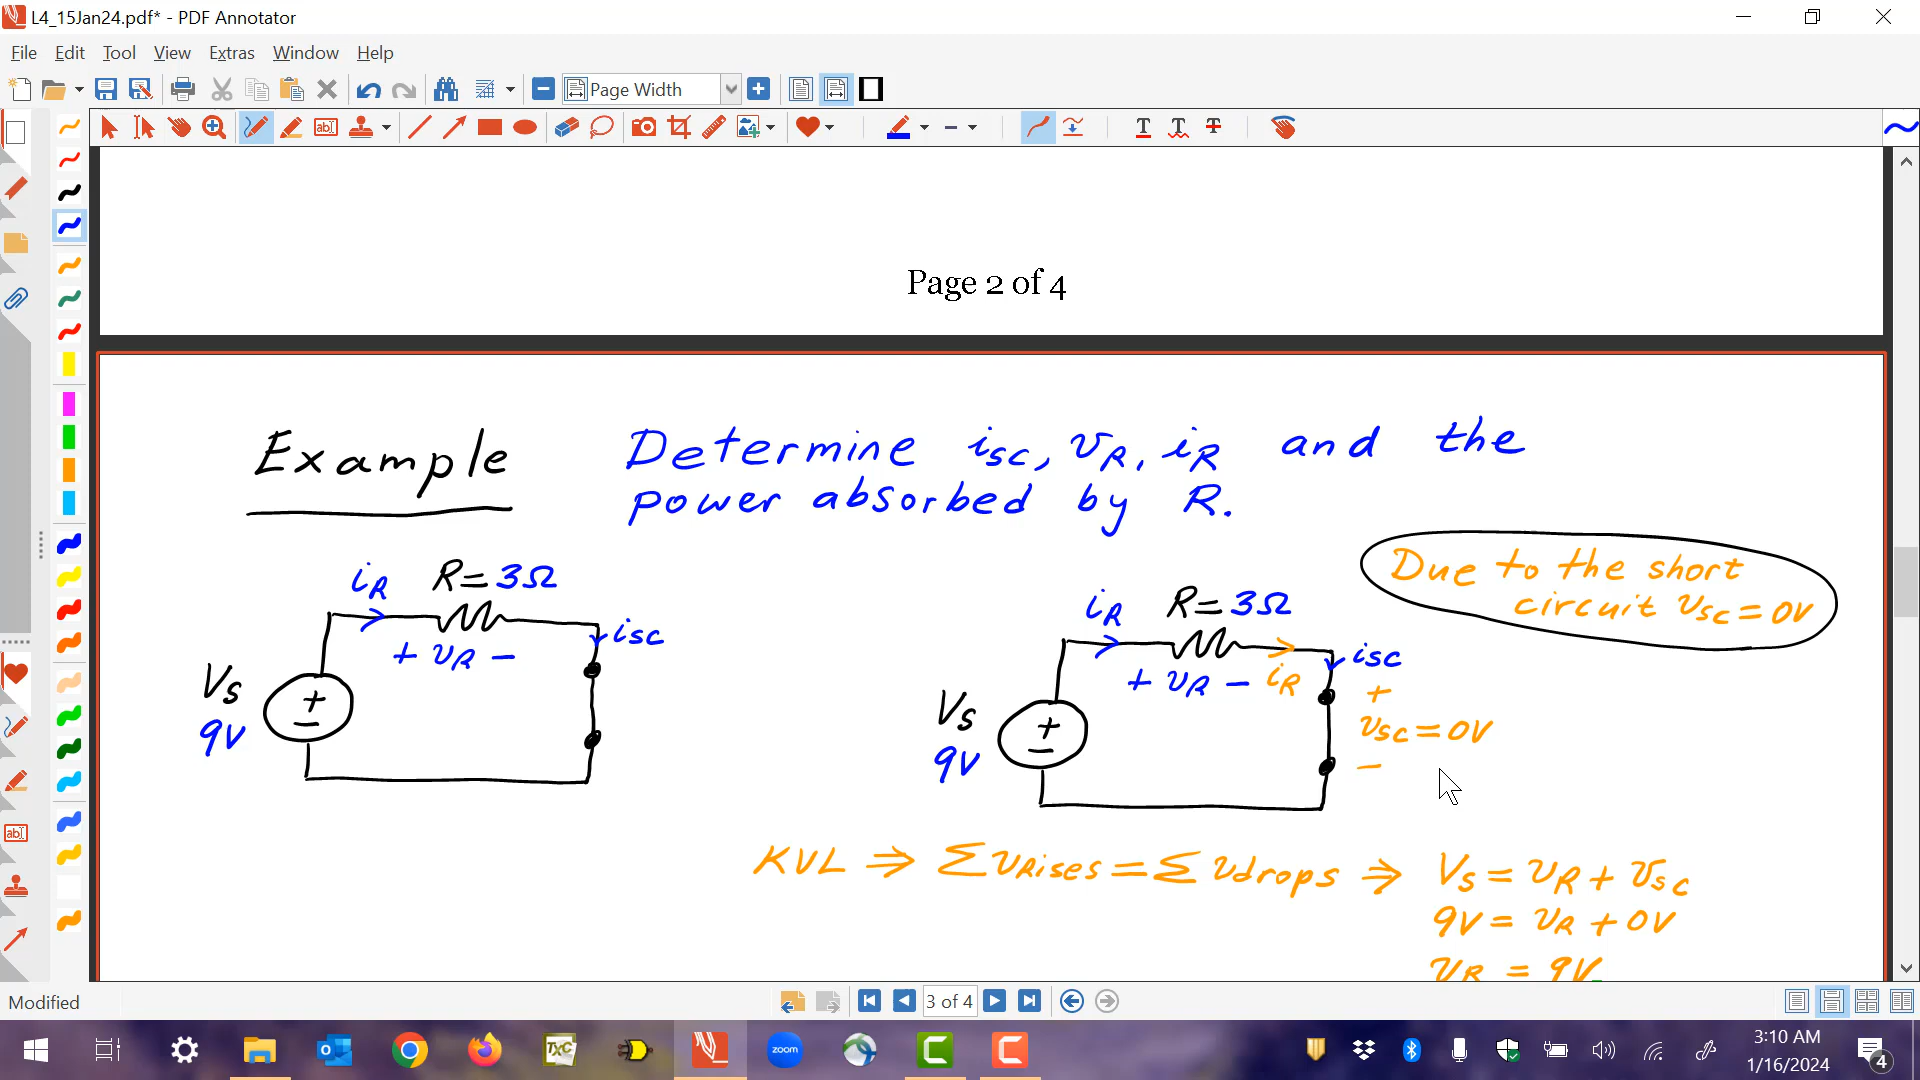 L4_15Jan24.pdf* - PDF Annotator
File Edit Tool View Extras Window Help
Page Width
Page 2 of 4
Example Determine isc, vR, iR and the
power absorbed by R.
Due to the short
circuit vsc = 0V
iR R = 3Ω
isc
+ vR -
Vs
+
-
9V
iR R = 3Ω
isc
+ vR - iR
+
Vs
+
-
vsc = 0V
9V
-
KVL ⇒ Σ vRises = Σ vdrops ⇒ Vs = vR + vsc
9V = vR + 0V
vR = 9V
Modified
3 of 4
zoom
3:10 AM
1/16/2024
4